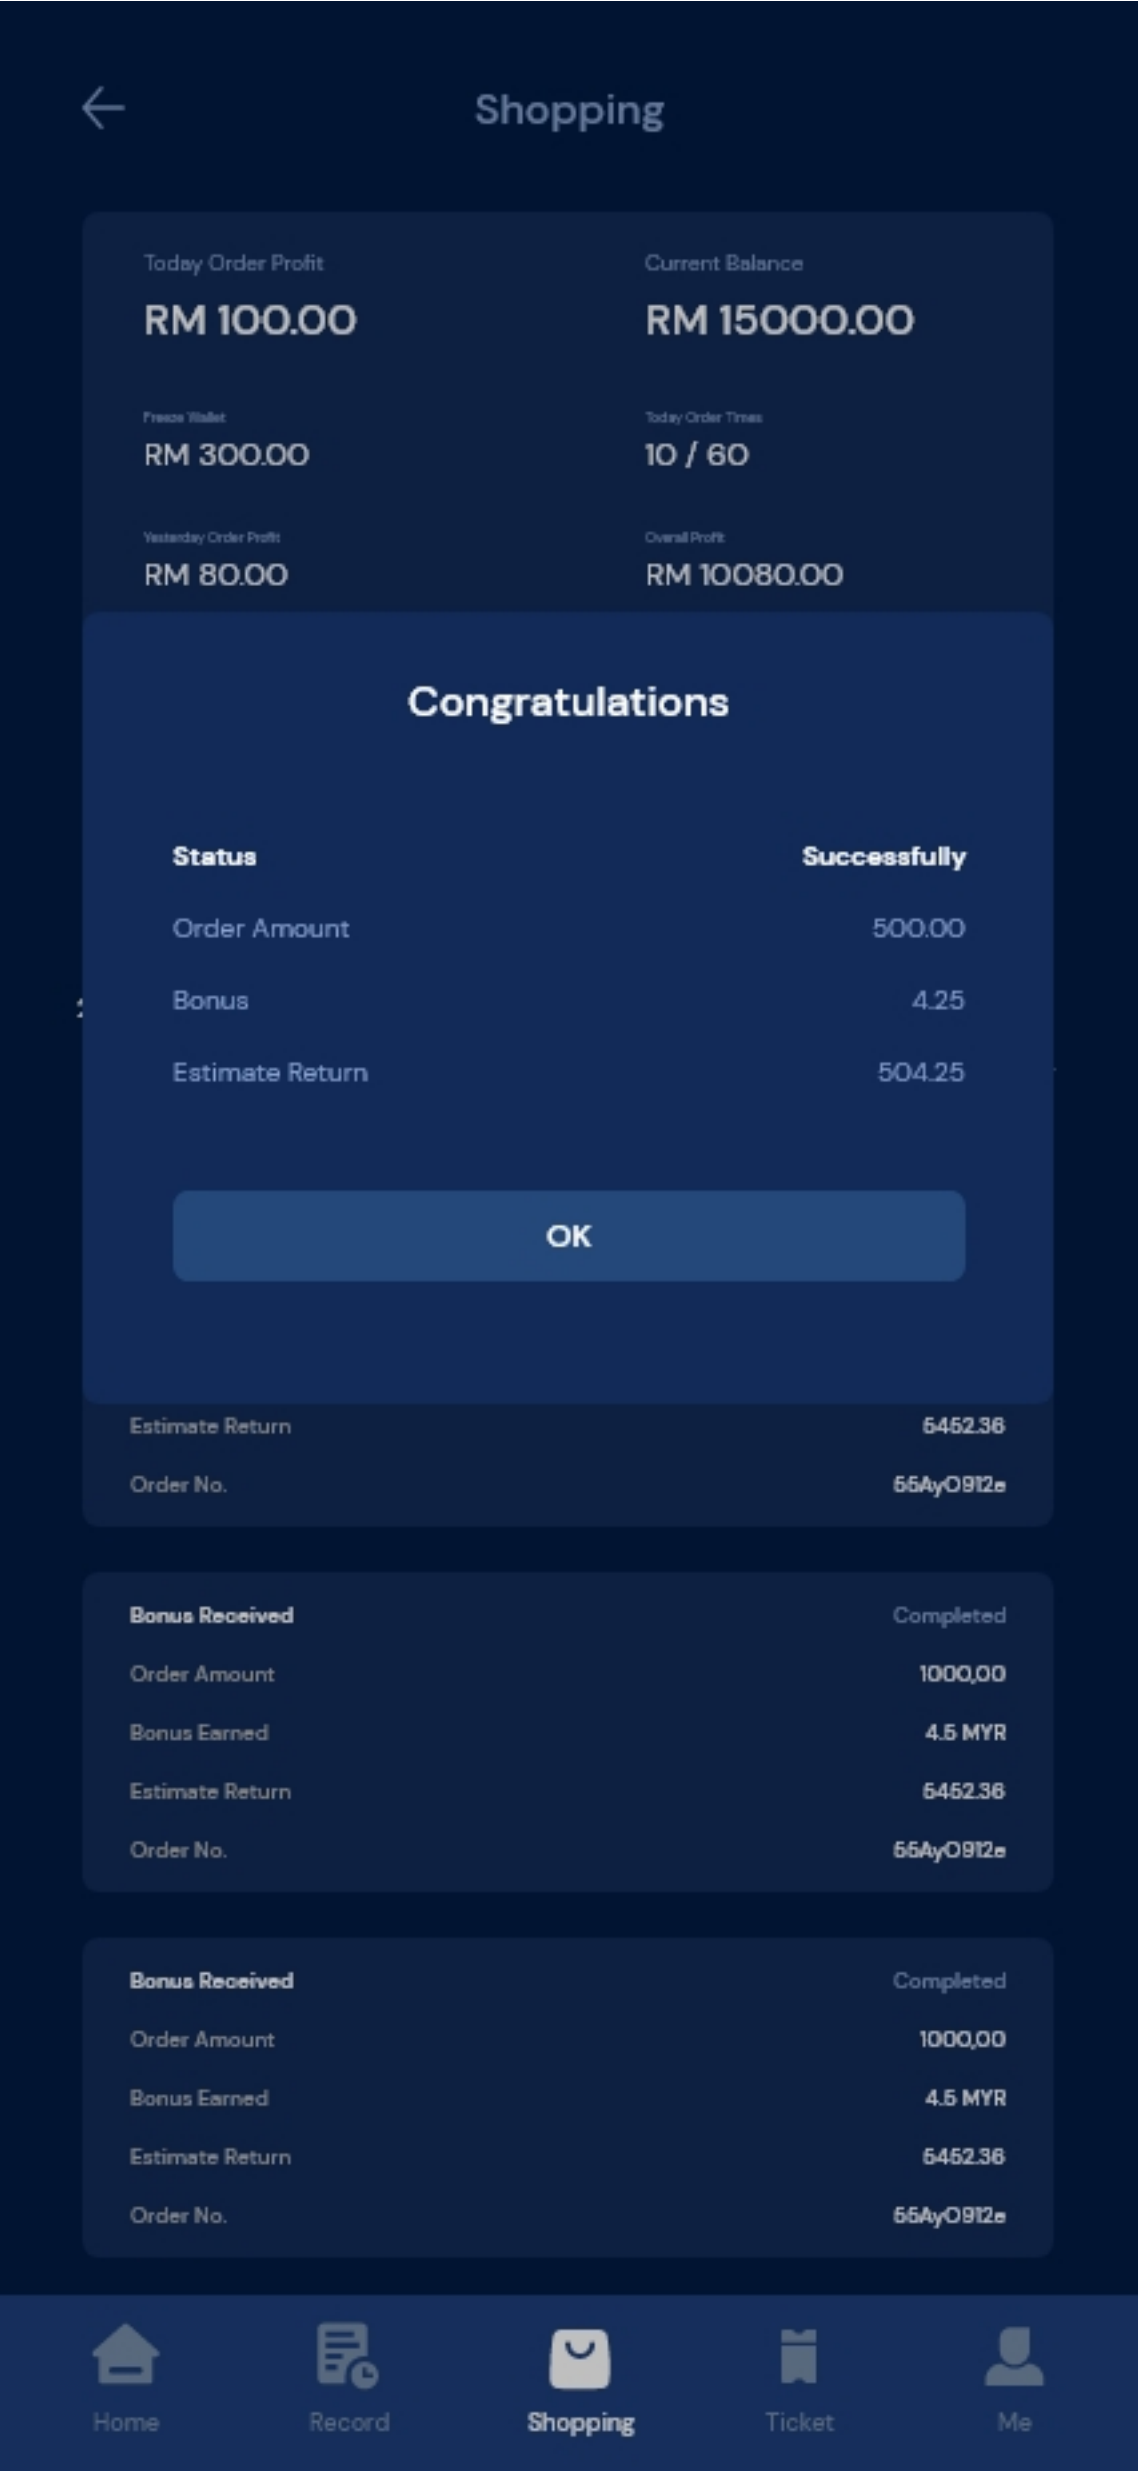 Shopping
Today Order Profit Current Balance
RM 100.00 RM 15000.00
Freeze Wallet Today Order Times
RM 300.00 10 / 60
Yesterday Order Profit Overall Profit
RM 80.00 RM 10080.00
Congratulations
Status Successfully
Order Amount 500.00
Bonus 4.25
Estimate Return 504.25
OK
Estimate Return 5452.36
Order No. 55AyO912e
Bonus Received Completed
Order Amount 1000,00
Bonus Earned 4.5 MYR
Estimate Return 5452.36
Order No. 55AyO912e
Bonus Received Completed
Order Amount 1000,00
Bonus Earned 4.5 MYR
Estimate Return 5452.36
Order No. 55AyO912e
Home Record Shopping Ticket Me